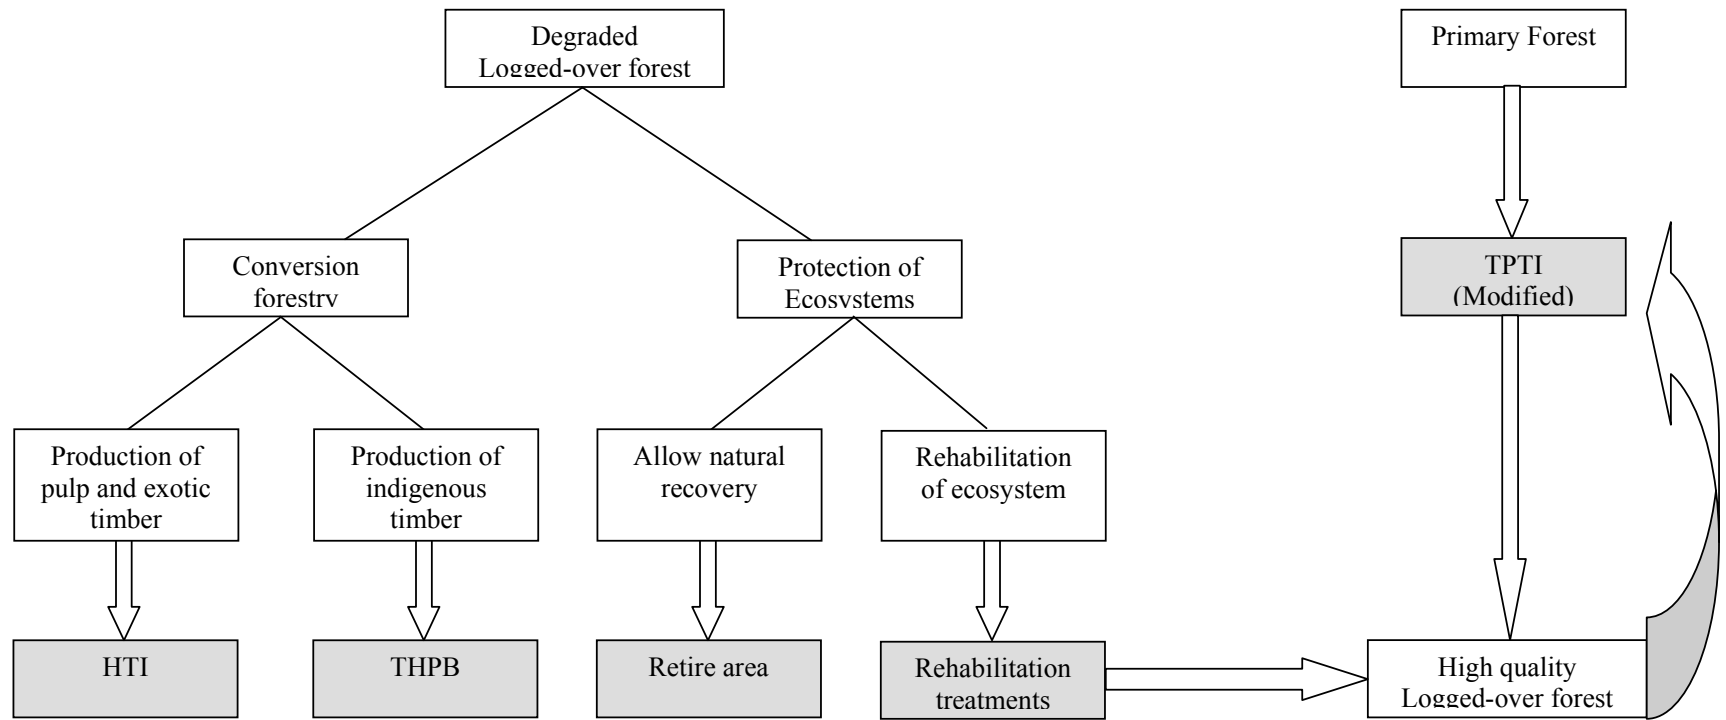 Degraded
Logged-over forest
Primary Forest
Conversion
forestry
Protection of
Ecosystems
TPTI
(Modified)
Production of
pulp and exotic
timber
Production of
indigenous
timber
Allow natural
recovery
Rehabilitation
of ecosystem
HTI
THPB
Retire area
Rehabilitation
treatments
High quality
Logged-over forest